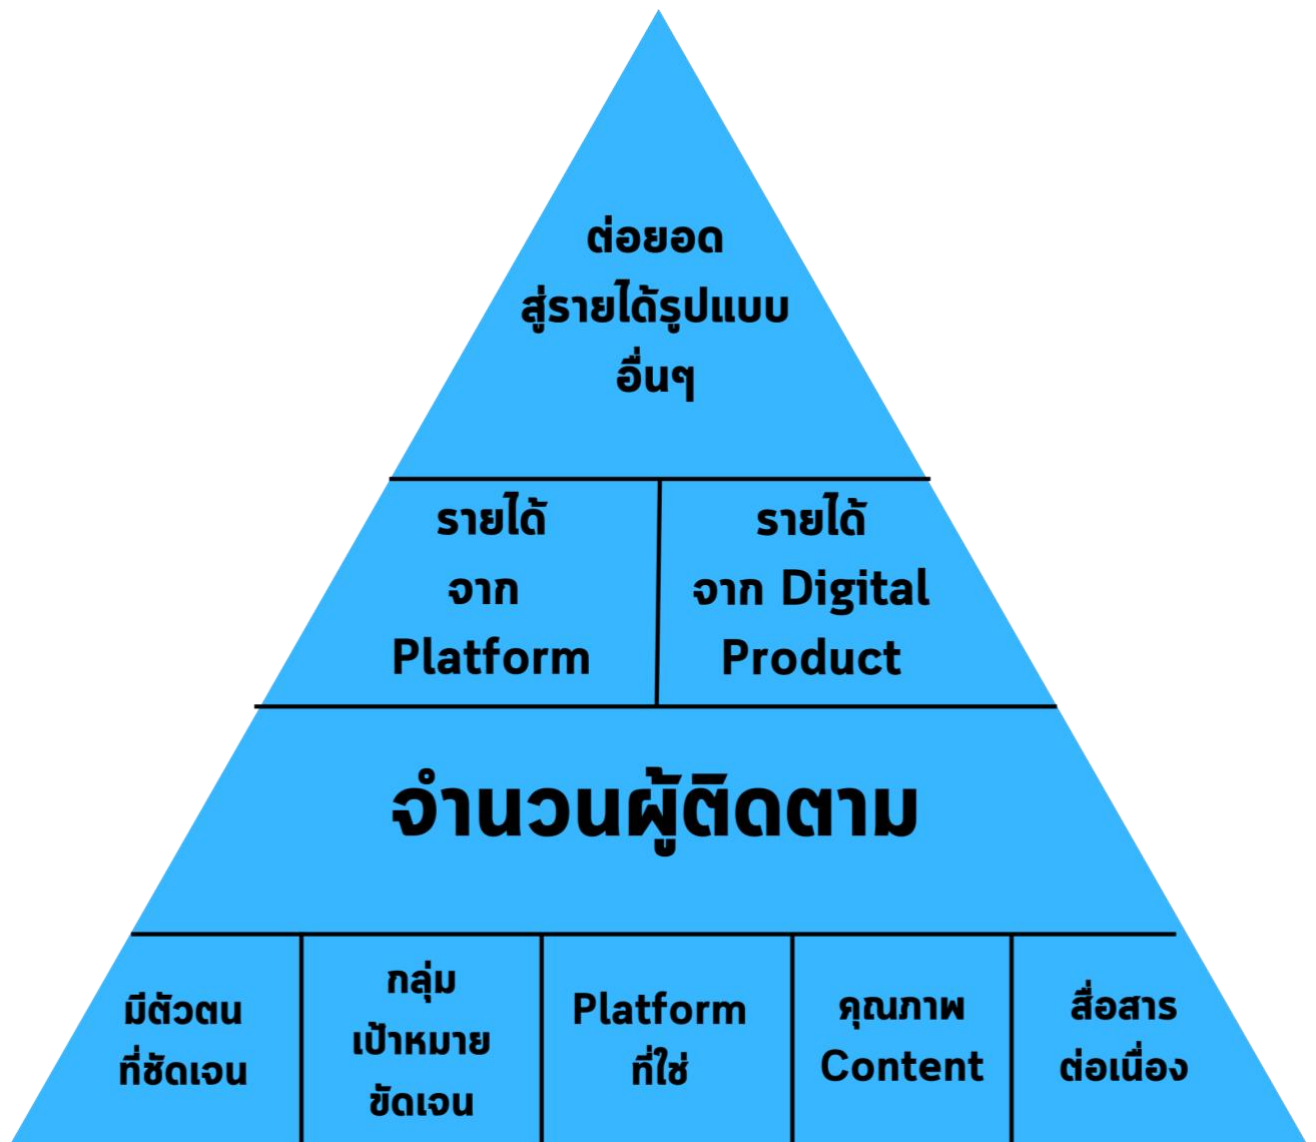 ต่อยอด
สู่รายได้รูปแบบ
อื่นๆ
รายได้
จาก
Platform
รายได้
จาก Digital
Product
จำนวนผู้ติดตาม
มีตัวตน
ที่ชัดเจน
กลุ่ม
เป้าหมาย
ขัดเจน
Platform
ที่ใช่
คุณภาพ
Content
สื่อสาร
ต่อเนื่อง